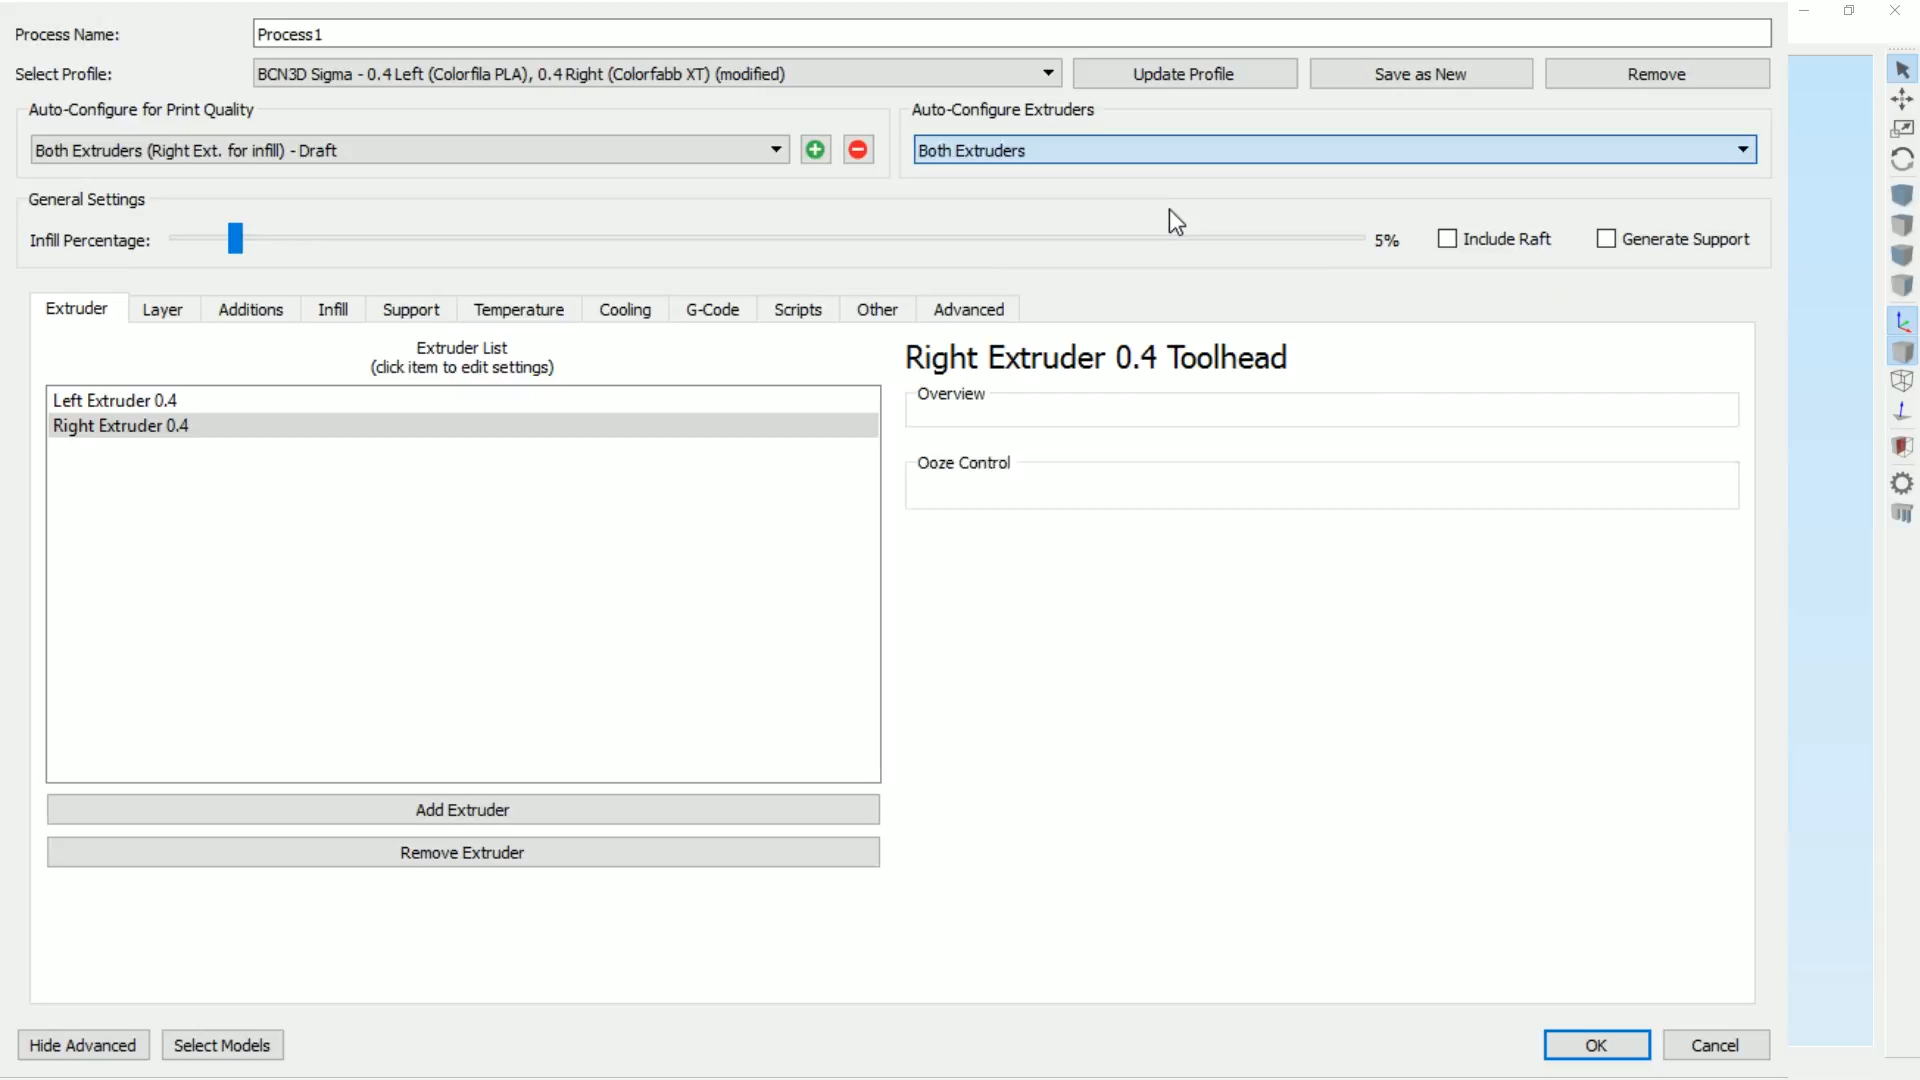 Process Name:
Process1
Select Profile:
BCN3D Sigma - 0.4 Left (Colorfila PLA), 0.4 Right (Colorfabb XT) (modified)
Update Profile
Save as New
Remove
Auto-Configure for Print Quality
Auto-Configure Extruders
Both Extruders (Right Ext. for infill) - Draft
Both Extruders
General Settings
Infill Percentage:
5%
Include Raft
Generate Support
Extruder
Layer
Additions
Infill
Support
Temperature
Cooling
G-Code
Scripts
Other
Advanced
Extruder List
(click item to edit settings)
Left Extruder 0.4
Right Extruder 0.4
Add Extruder
Remove Extruder
Right Extruder 0.4 Toolhead
Overview
Ooze Control
Hide Advanced
Select Models
OK
Cancel